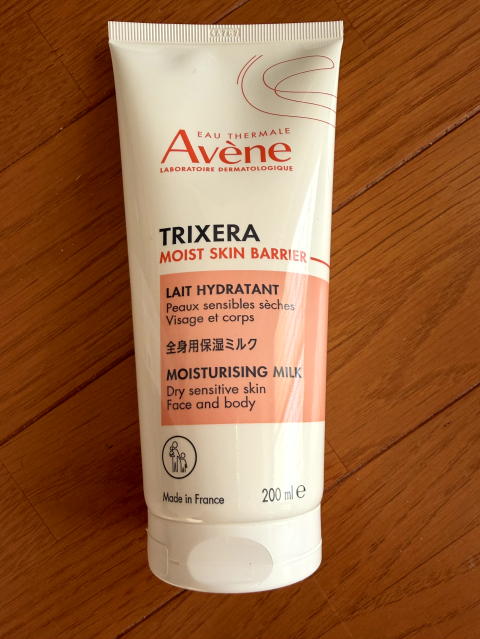 EAU THERMALE
Avène
LABORATOIRE DERMATOLOGIQUE
TRIXERA
MOIST SKIN BARRIER
LAIT HYDRATANT
Peaux sensibles sèches
Visage et corps
全身用保湿ミルク
MOISTURISING MILK
Dry sensitive skin
Face and body
Made in France
200 ml ℮